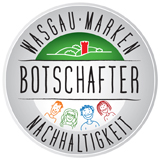 WASGAU · MARKEN
BOTSCHAFTER
NACHHALTIGKEIT